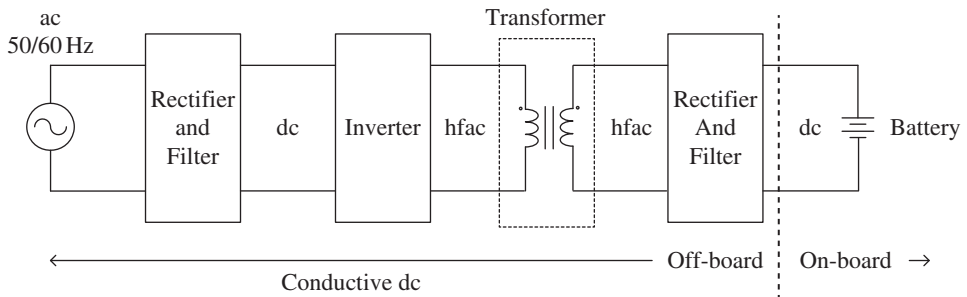 ac
50/60 Hz
Transformer
Rectifier
and
Filter
dc
Inverter
hfac
hfac
Rectifier
And
Filter
dc
Battery
Conductive dc
Off-board
On-board